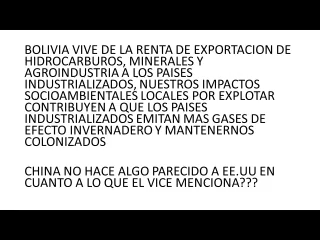 BOLIVIA VIVE DE LA RENTA DE EXPORTACION DE
HIDROCARBUROS, MINERALES Y
AGROINDUSTRIA A LOS PAISES
INDUSTRIALIZADOS, NUESTROS IMPACTOS
SOCIOAMBIENTALES LOCALES POR EXPLOTAR
CONTRIBUYEN A QUE LOS PAISES
INDUSTRIALIZADOS EMITAN MAS GASES DE
EFECTO INVERNADERO Y MANTENERNOS
COLONIZADOS
CHINA NO HACE ALGO PARECIDO A EE.UU EN
CUANTO A LO QUE EL VICE MENCIONA???